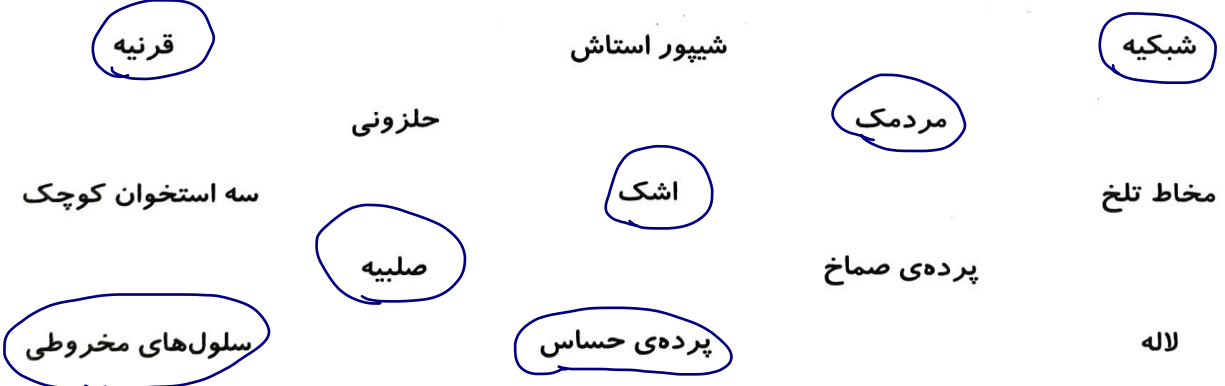 شبکیه شیپور استاش قرنیه
مردمک حلزونی
مخاط تلخ اشک سه استخوان کوچک
پرده‌ی صماخ صلبیه
لاله پرده‌ی حساس سلول‌های مخروطی